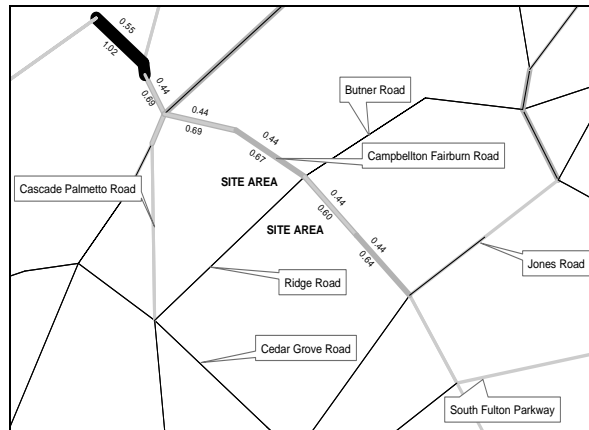 0.55
1.02
0.44
0.69
0.44
0.69
Butner Road
0.44
0.67
Campbellton Fairburn Road
SITE AREA
Cascade Palmetto Road
0.44
0.60
SITE AREA
0.44
0.64
Jones Road
Ridge Road
Cedar Grove Road
South Fulton Parkway